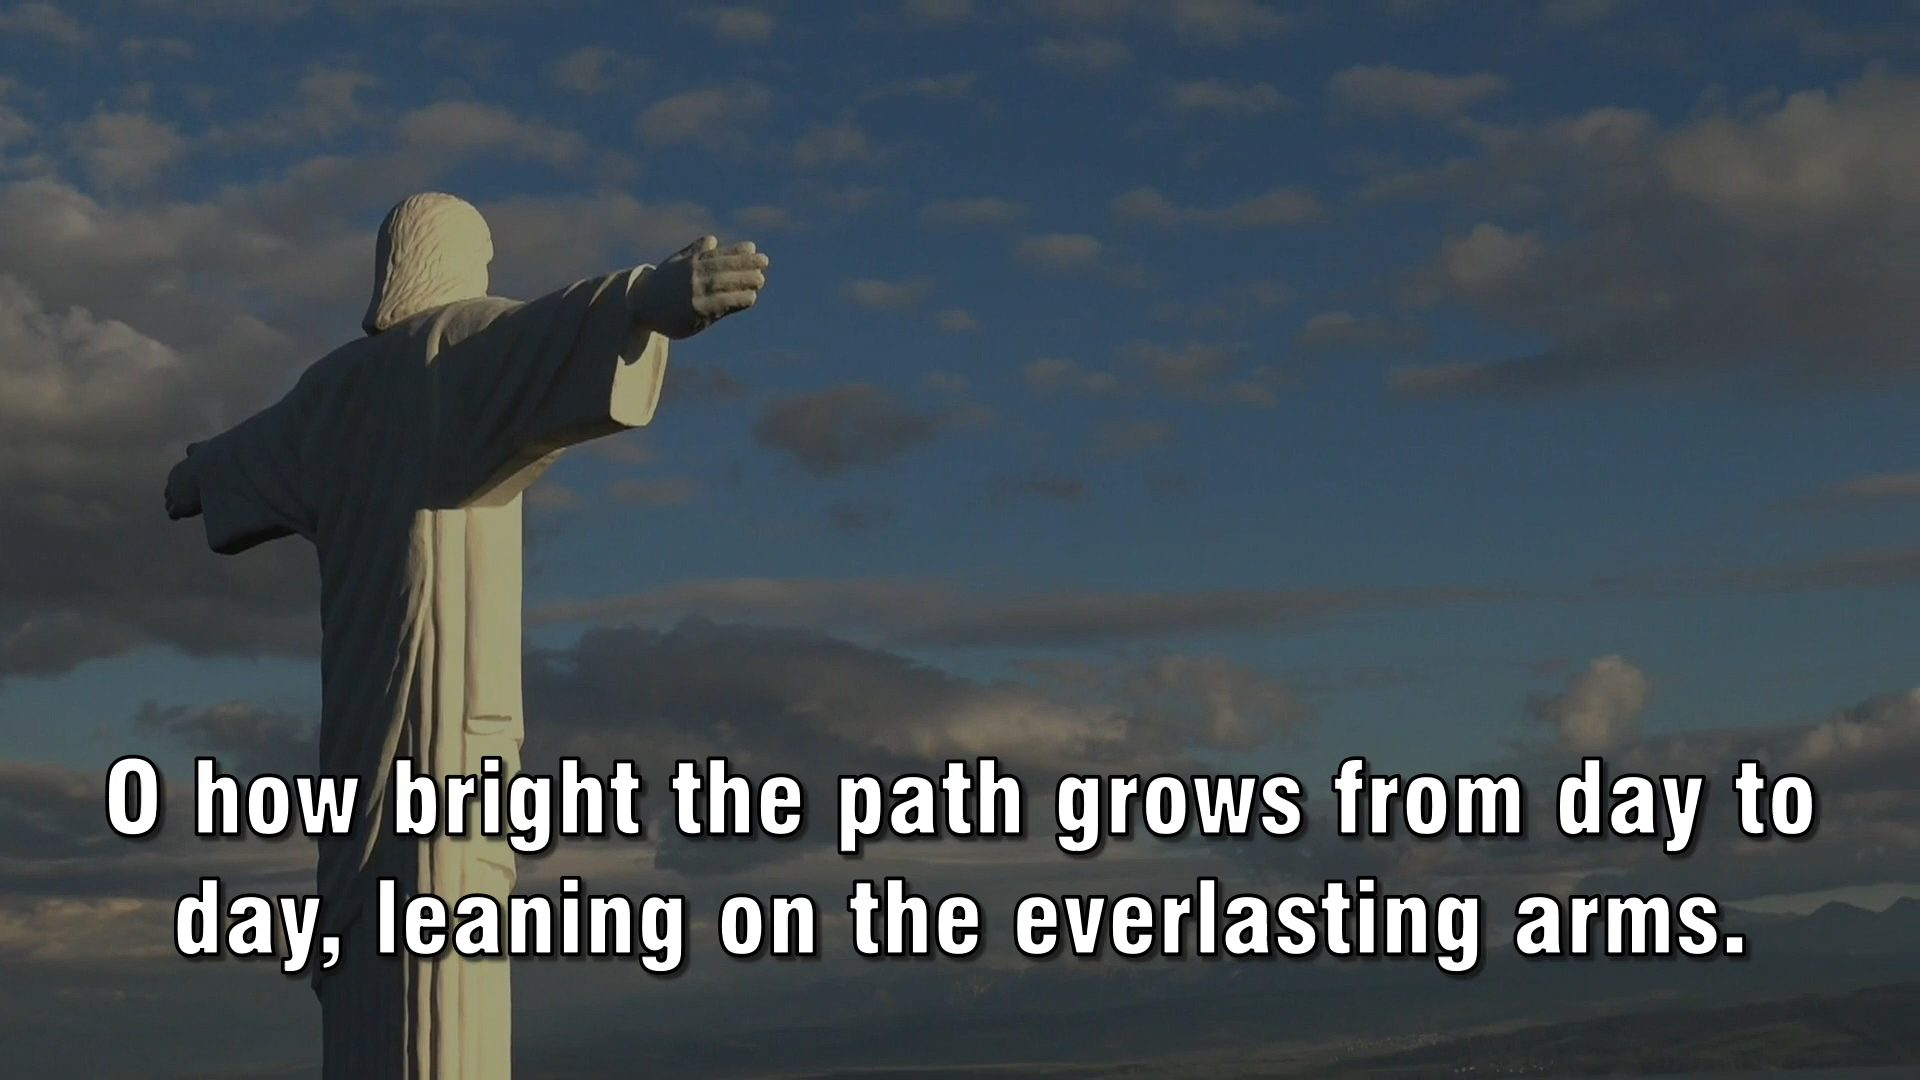 O how bright the path grows from day to
day, leaning on the everlasting arms.